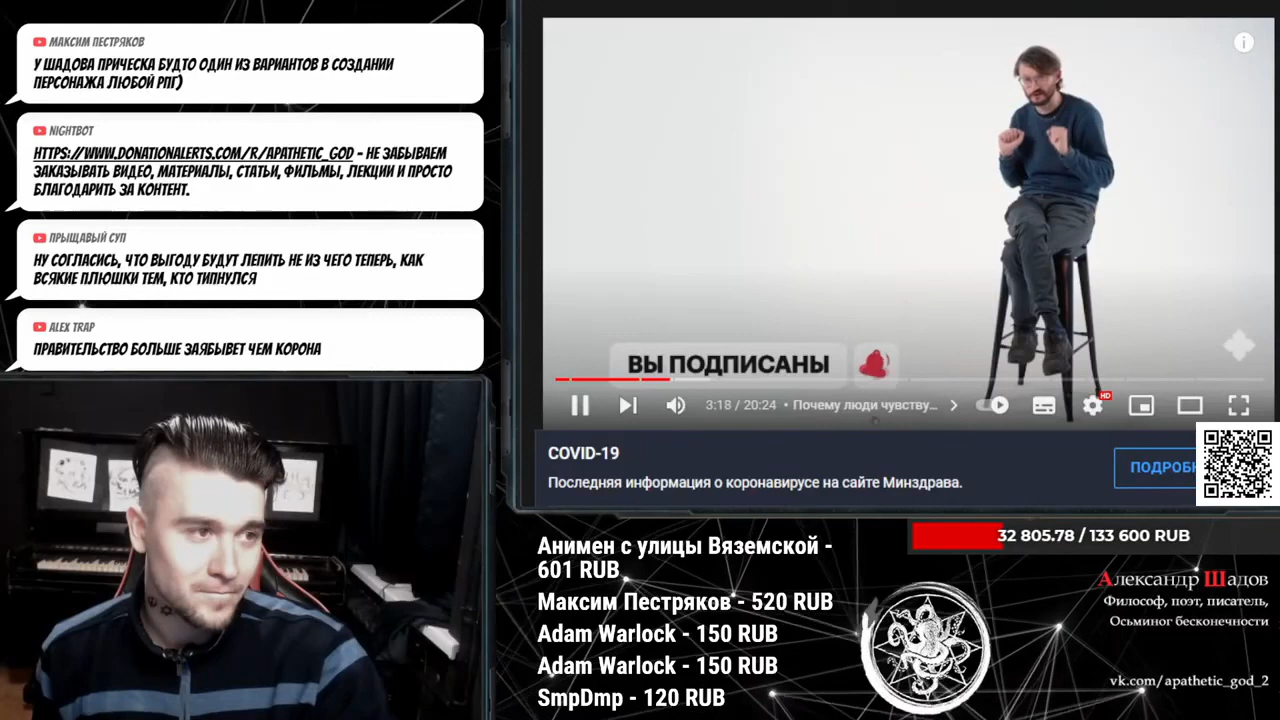 МАКСИМ ПЕСТРЯКОВ
У ШАДОВА ПРИЧЕСКА БУДТО ОДИН ИЗ ВАРИАНТОВ В СОЗДАНИИ
ПЕРСОНАЖА ЛЮБОЙ РПГ)
NIGHTBOT
HTTPS://WWW.DONATIONALERTS.COM/R/APATHETIC_GOD - НЕ ЗАБЫВАЕМ
ЗАКАЗЫВАТЬ ВИДЕО, МАТЕРИАЛЫ, СТАТЬИ, ФИЛЬМЫ, ЛЕКЦИИ И ПРОСТО
БЛАГОДАРИТЬ ЗА КОНТЕНТ.
ПРЫЩАВЫЙ СУП
НУ СОГЛАСИСЬ, ЧТО ВЫГОДУ БУДУТ ЛЕПИТЬ НЕ ИЗ ЧЕГО ТЕПЕРЬ, КАК
ВСЯКИЕ ПЛЮШКИ ТЕМ, КТО ТИПНУЛСЯ
ALEX TRAP
ПРАВИТЕЛЬСТВО БОЛЬШЕ ЗАЯБЫВЕТ ЧЕМ КОРОНА
ВЫ ПОДПИСАНЫ
3:18 / 20:24 • Почему люди чувству...
HD
COVID-19
Последняя информация о коронавирусе на сайте Минздрава.
ПОДРОБН
32 805.78 / 133 600 RUB
Анимен с улицы Вяземской -
601 RUB
Максим Пестряков - 520 RUB
Adam Warlock - 150 RUB
Adam Warlock - 150 RUB
SmpDmp - 120 RUB
Александр Шадов
Философ, поэт, писатель,
Осьминог бесконечности
vk.com/apathetic_god_2